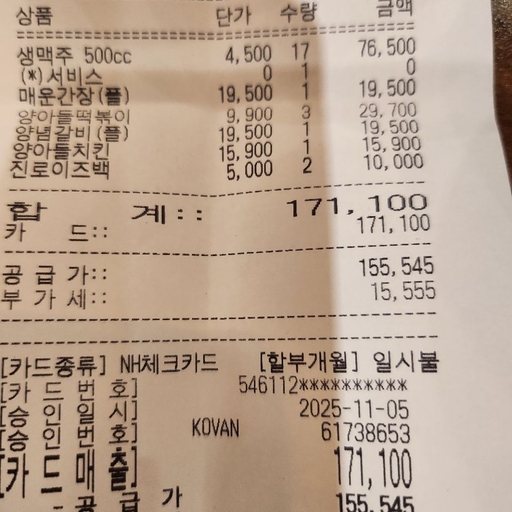 상품 단가 수량 금액
생맥주 500cc 4,500 17 76,500
(*)서비스 0 1 0
매운간장(플) 19,500 1 19,500
양아들떡볶이 9,900 3 29,700
양념갈비(플) 19,500 1 19,500
양아들치킨 15,900 1 15,900
진로이즈백 5,000 2 10,000
합 계:: 171,100
카 드:: 171,100
공 급 가:: 155,545
부 가 세:: 15,555
[카드종류] NH체크카드 [할부개월] 일시불
[카 드 번 호] 546112**********
[승 인 일 시] 2025-11-05
[승 인 번 호] KOVAN 61738653
[카 드 매 출] 171,100
- 공 급 가 155,545